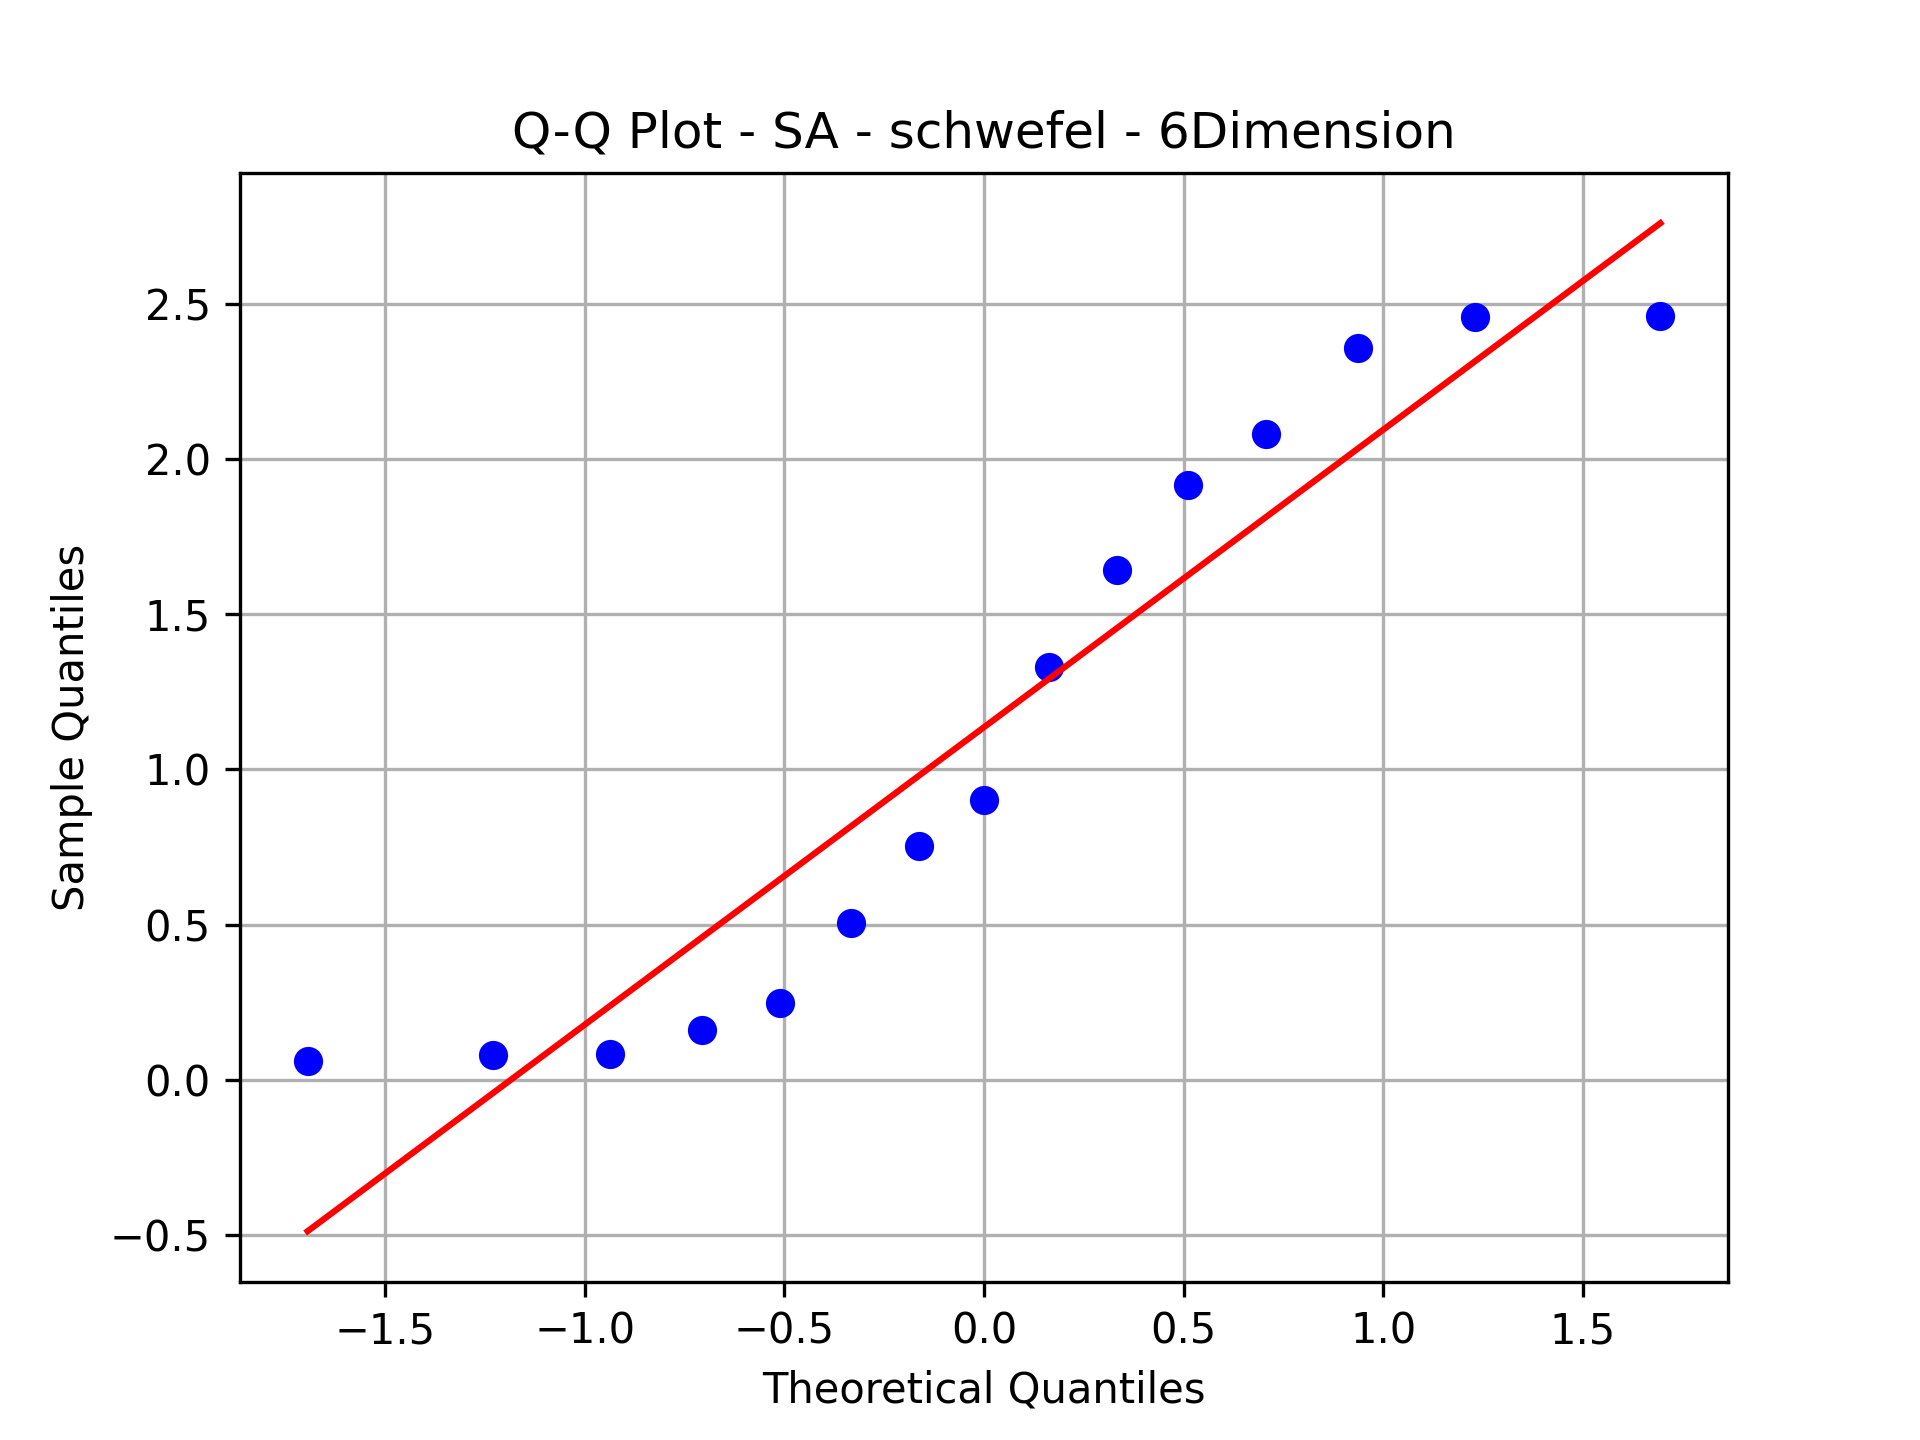 Q-Q Plot - SA - schwefel - 6Dimension
Sample Quantiles
2.5
2.0
1.5
1.0
0.5
0.0
−0.5
−1.5 −1.0 −0.5 0.0 0.5 1.0 1.5
Theoretical Quantiles